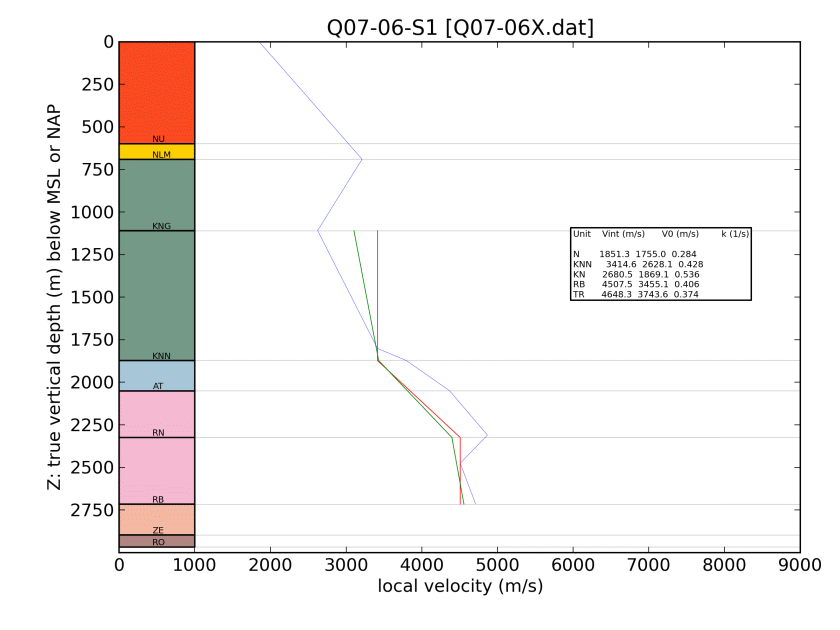 Q07-06-S1 [Q07-06X.dat]
0
250
500
750
1000
1250
1500
1750
2000
2250
2500
2750
Z: true vertical depth (m) below MSL or NAP
NU
NLM
KNG
KNN
AT
RN
RB
ZE
RO
Unit Vint (m/s) V0 (m/s) k (1/s)
N 1851.3 1755.0 0.284
KNN 3414.6 2628.1 0.428
KN 2680.5 1869.1 0.536
RB 4507.5 3455.1 0.406
TR 4648.3 3743.6 0.374
0 1000 2000 3000 4000 5000 6000 7000 8000 9000
local velocity (m/s)